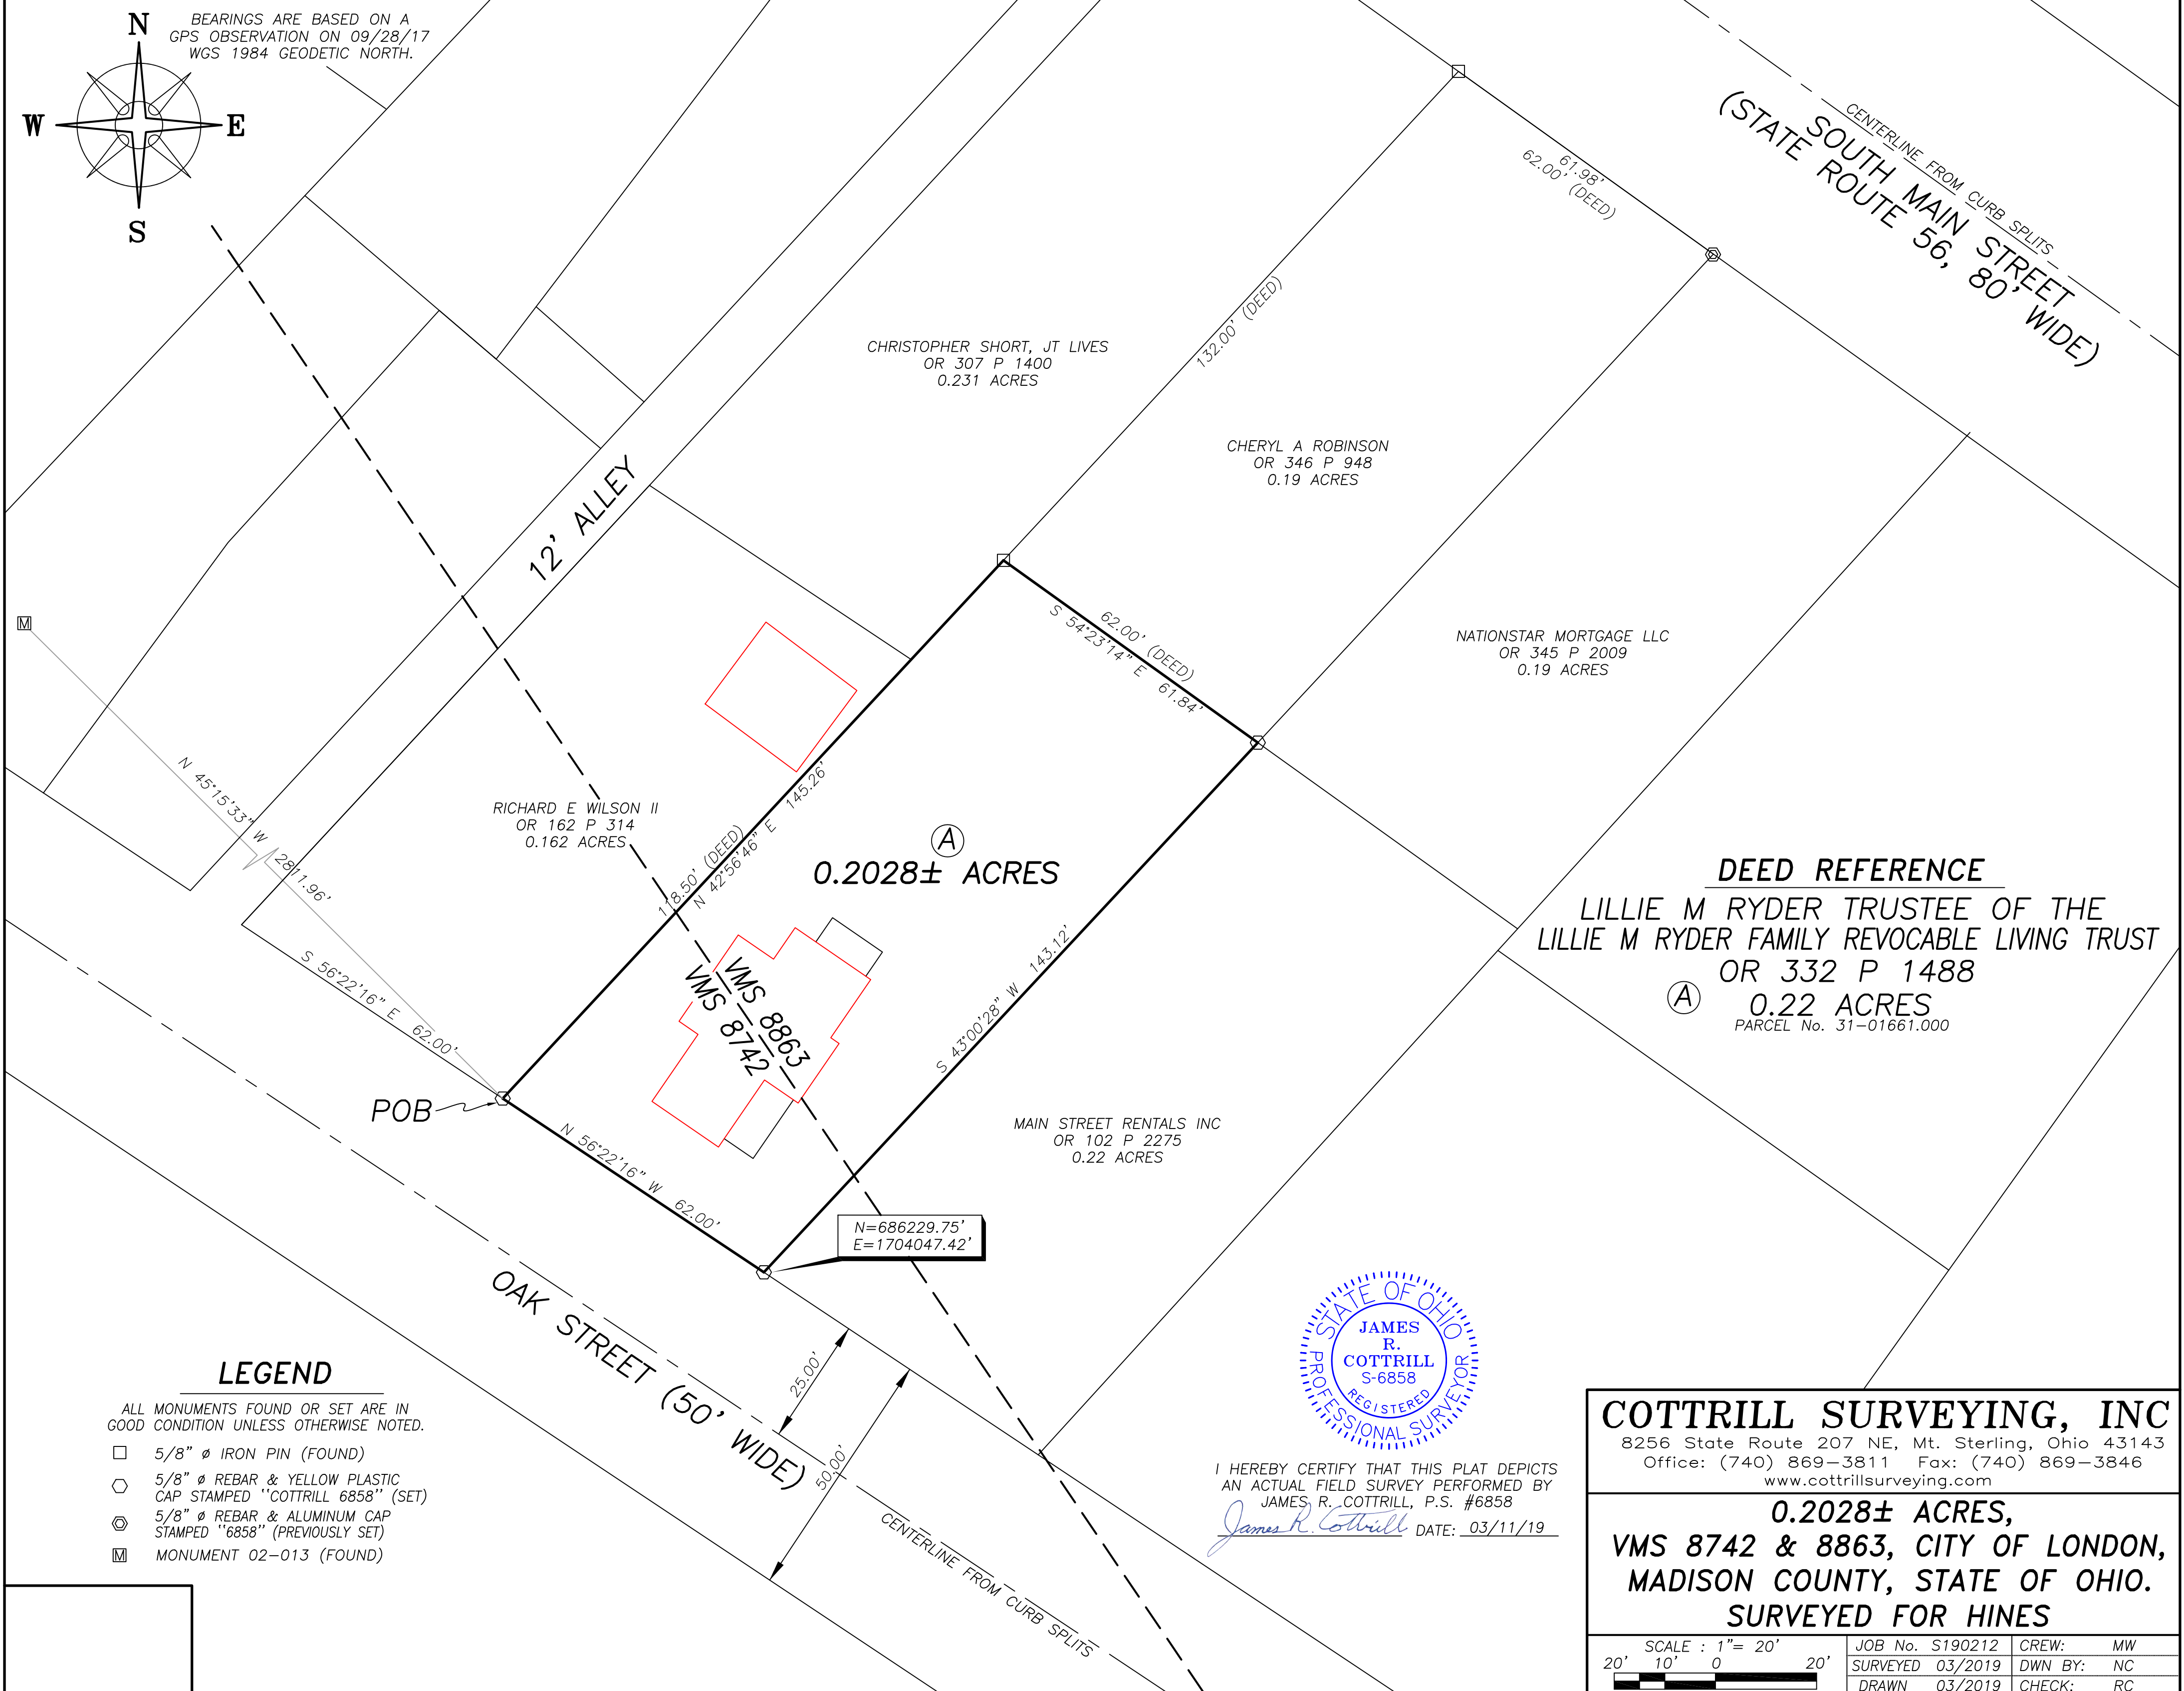 BEARINGS ARE BASED ON A
GPS OBSERVATION ON 09/28/17
WGS 1984 GEODETIC NORTH.
N
W
E
S
CENTERLINE FROM CURB SPLITS
SOUTH MAIN STREET
(STATE ROUTE 56, 80' WIDE)
61.98'
62.00' (DEED)
132.00' (DEED)
CHRISTOPHER SHORT, JT LIVES
OR 307 P 1400
0.231 ACRES
CHERYL A ROBINSON
OR 346 P 948
0.19 ACRES
NATIONSTAR MORTGAGE LLC
OR 345 P 2009
0.19 ACRES
12' ALLEY
M
62.00' (DEED)
S 54°23'14" E 61.84'
N 45°15'33" W 2811.96'
RICHARD E WILSON II
OR 162 P 314
0.162 ACRES
118.50' (DEED)
N 42°56'46" E 145.26'
A
0.2028± ACRES
S 43°00'28" W 143.12'
VMS 8863
VMS 8742
S 56°22'16" E 62.00'
POB
N 56°22'16" W 62.00'
MAIN STREET RENTALS INC
OR 102 P 2275
0.22 ACRES
N=686229.75'
E=1704047.42'
DEED REFERENCE
LILLIE M RYDER TRUSTEE OF THE
LILLIE M RYDER FAMILY REVOCABLE LIVING TRUST
OR 332 P 1488
A 0.22 ACRES
PARCEL No. 31-01661.000
OAK STREET (50' WIDE)
25.00'
50.00'
CENTERLINE FROM CURB SPLITS
LEGEND
ALL MONUMENTS FOUND OR SET ARE IN
GOOD CONDITION UNLESS OTHERWISE NOTED.
5/8" ø IRON PIN (FOUND)
5/8" ø REBAR & YELLOW PLASTIC
CAP STAMPED "COTTRILL 6858" (SET)
5/8" ø REBAR & ALUMINUM CAP
STAMPED "6858" (PREVIOUSLY SET)
M MONUMENT 02-013 (FOUND)
STATE OF OHIO
JAMES
R.
COTTRILL
S-6858
REGISTERED
PROFESSIONAL SURVEYOR
I HEREBY CERTIFY THAT THIS PLAT DEPICTS
AN ACTUAL FIELD SURVEY PERFORMED BY
JAMES R. COTTRILL, P.S. #6858
James R. Cottrill DATE: 03/11/19
COTTRILL SURVEYING, INC
8256 State Route 207 NE, Mt. Sterling, Ohio 43143
Office: (740) 869-3811 Fax: (740) 869-3846
www.cottrillsurveying.com
0.2028± ACRES,
VMS 8742 & 8863, CITY OF LONDON,
MADISON COUNTY, STATE OF OHIO.
SURVEYED FOR HINES
SCALE : 1"= 20'
20' 10' 0 20'
JOB No. S190212 CREW: MW
SURVEYED 03/2019 DWN BY: NC
DRAWN 03/2019 CHECK: RC